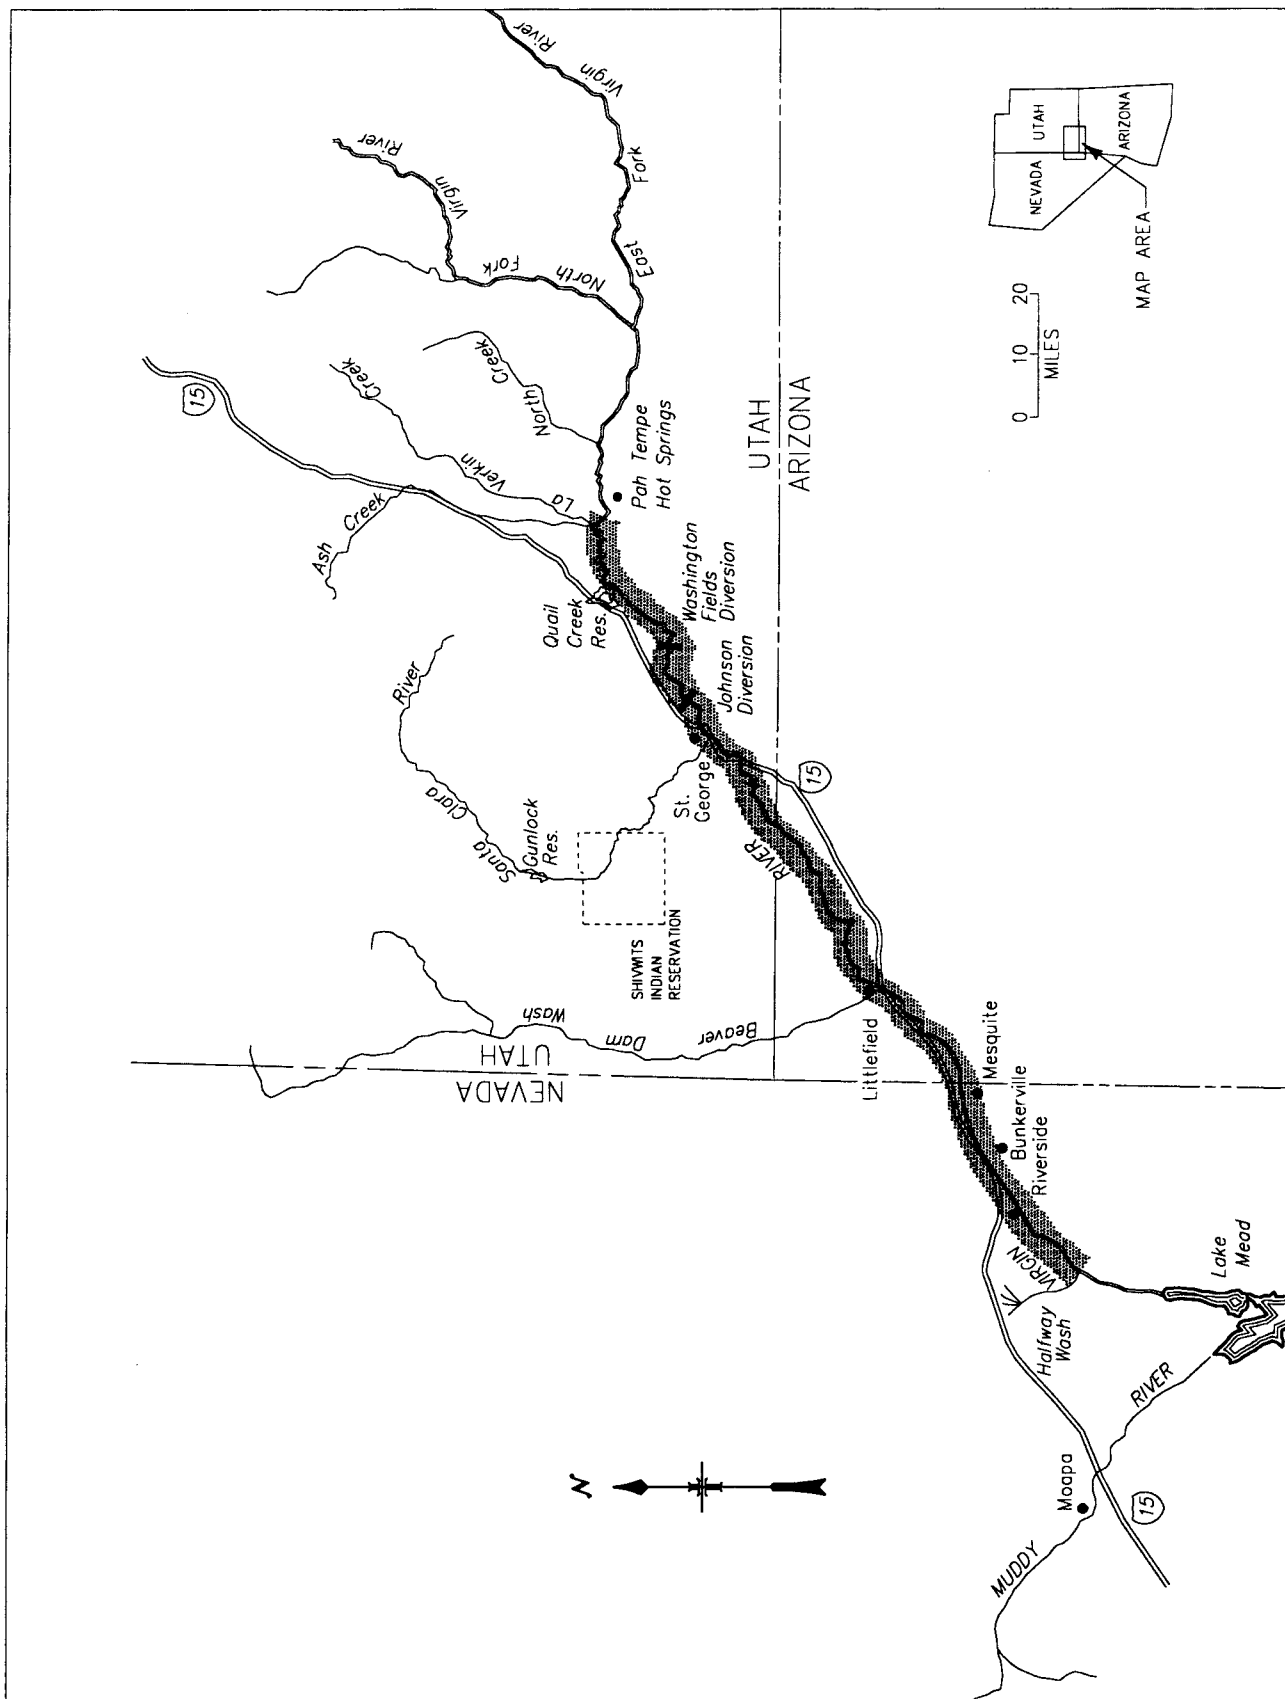 Virgin River
Virgin River
East Fork
North Fork
North Creek
La Verkin Creek
Ash Creek
15
Pah Tempe
Hot Springs
Quail
Creek
Res.
Washington
Fields
Diversion
Johnson
Diversion
Santa Clara River
Gunlock
Res.
St.
George
SHIVWITS
INDIAN
RESERVATION
UTAH
ARIZONA
15
VIRGIN RIVER
Beaver Dam Wash
NEVADA
UTAH
Littlefield
Mesquite
Bunkerville
Riverside
Halfway
Wash
Lake
Mead
MUDDY RIVER
Moapa
15
N
NEVADA
UTAH
ARIZONA
MAP AREA
0 10 20
MILES